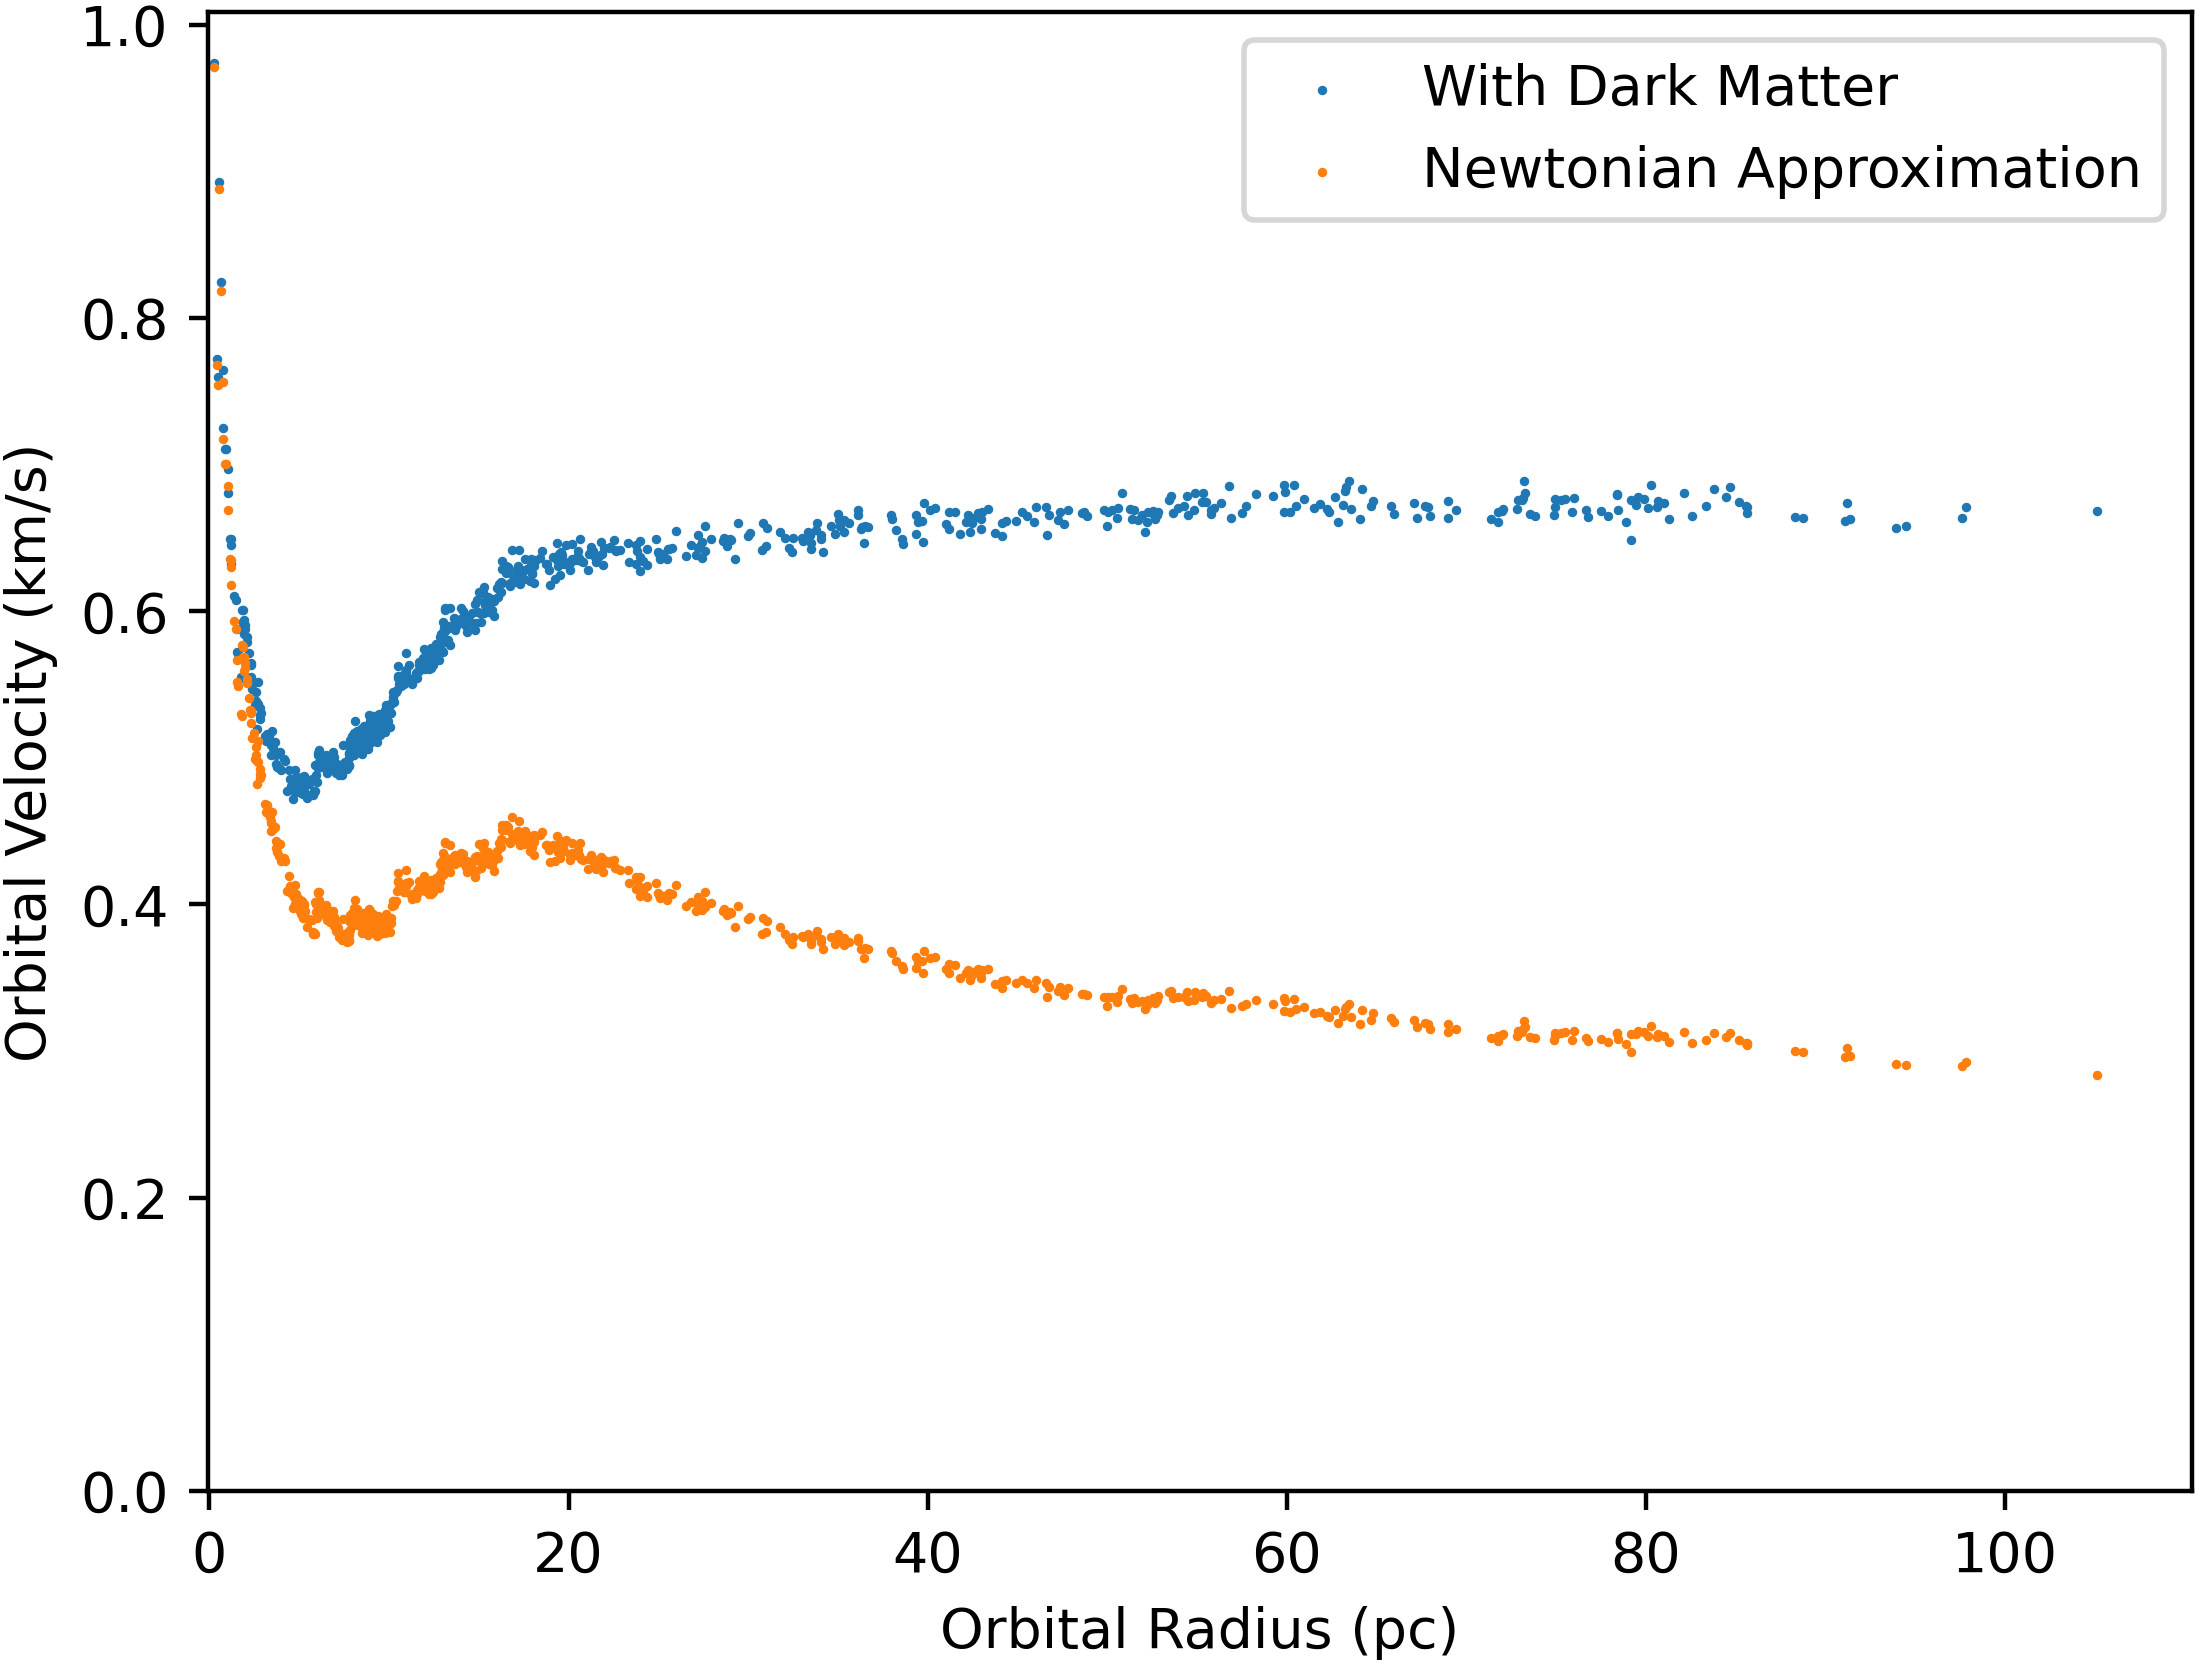 With Dark Matter
Newtonian Approximation
Orbital Velocity (km/s)
1.0
0.8
0.6
0.4
0.2
0.0
0 20 40 60 80 100
Orbital Radius (pc)